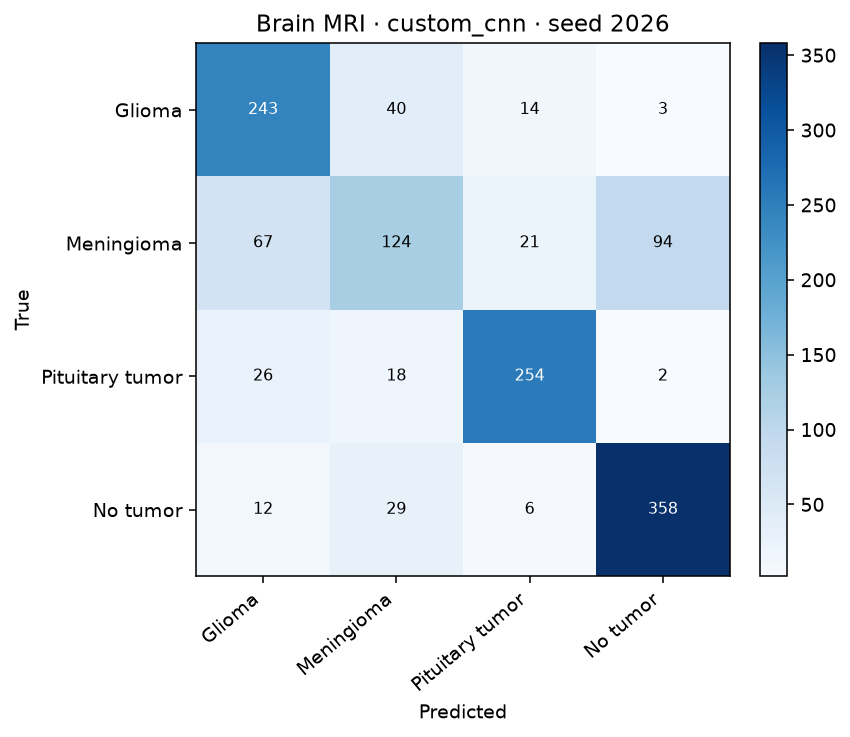 Brain MRI · custom_cnn · seed 2026
True
Glioma 243 40 14 3
Meningioma 67 124 21 94
Pituitary tumor 26 18 254 2
No tumor 12 29 6 358
Glioma Meningioma Pituitary tumor No tumor
Predicted
350
300
250
200
150
100
50